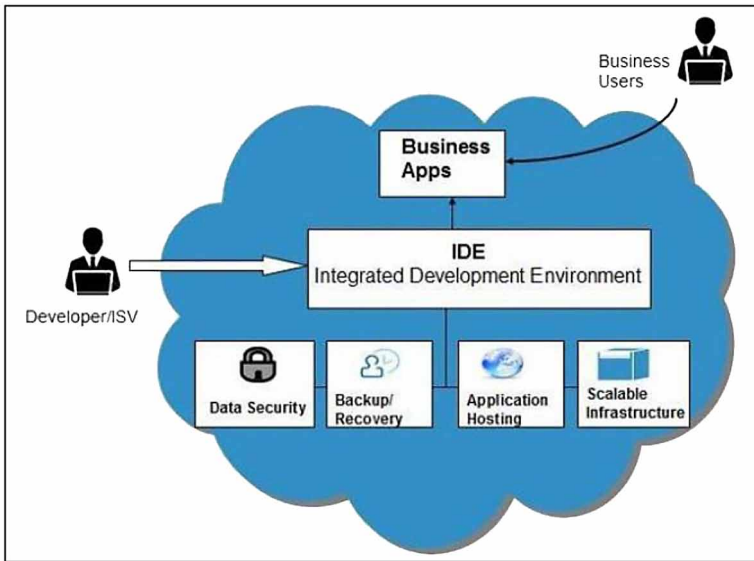 Business
Users
Business
Apps
IDE
Integrated Development Environment
Developer/ISV
Data Security
Backup/
Recovery
Application
Hosting
Scalable
Infrastructure